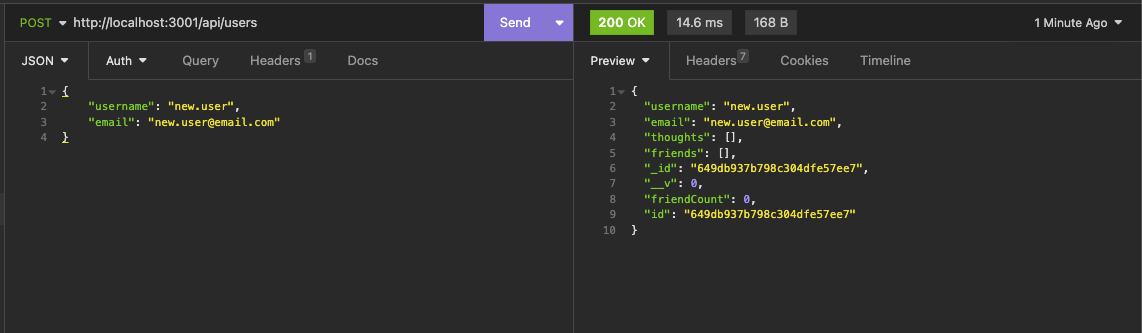 POST http://localhost:3001/api/users Send
JSON Auth Query Headers 1 Docs
1 {
2 "username": "new.user",
3 "email": "new.user@email.com"
4 }
200 OK 14.6 ms 168 B 1 Minute Ago
Preview Headers 7 Cookies Timeline
1 {
2 "username": "new.user",
3 "email": "new.user@email.com",
4 "thoughts": [],
5 "friends": [],
6 "_id": "649db937b798c304dfe57ee7",
7 "__v": 0,
8 "friendCount": 0,
9 "id": "649db937b798c304dfe57ee7"
10 }